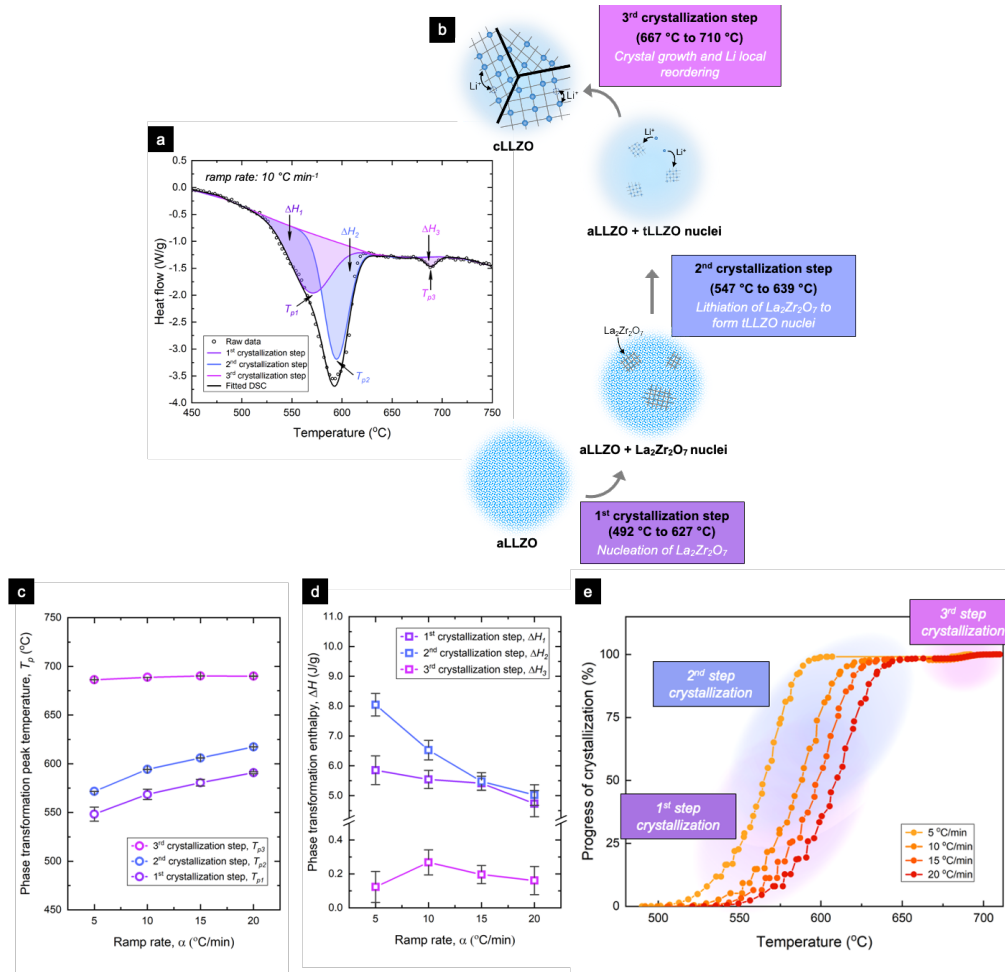 b
3rd crystallization step
(667 °C to 710 °C)
Crystal growth and Li local
reordering
Li+
Li+
cLLZO
Li+
Li+
aLLZO + tLLZO nuclei
a
ramp rate: 10 °C min-1
ΔH1
ΔH2
ΔH3
Tp1
Tp2
Tp3
Raw data
1st crystallization step
2nd crystallization step
3rd crystallization step
Fitted DSC
Heat flow (W/g)
0.5
0.0
-0.5
-1.0
-1.5
-2.0
-2.5
-3.0
-3.5
-4.0
450 500 550 600 650 700 750
Temperature (oC)
2nd crystallization step
(547 °C to 639 °C)
Lithiation of La2Zr2O7 to
form tLLZO nuclei
La2Zr2O7
aLLZO + La2Zr2O7 nuclei
aLLZO
1st crystallization step
(492 °C to 627 °C)
Nucleation of La2Zr2O7
c
Phase transformation peak temperature, Tp (oC)
750
700
650
600
550
500
450
3rd crystallization step, Tp3
2nd crystallization step, Tp2
1st crystallization step, Tp1
5 10 15 20
Ramp rate, α (oC/min)
d
Phase transformation enthalpy, ΔH (J/g)
11.0
10.0
9.0
8.0
7.0
6.0
5.0
4.0
0.4
0.2
0.0
1st crystallization step, ΔH1
2nd crystallization step, ΔH2
3rd crystallization step, ΔH3
5 10 15 20
Ramp rate, α (oC/min)
e
Progress of crystallization (%)
100
75
50
25
0
3rd step
crystallization
2nd step
crystallization
1st step
crystallization
5 oC/min
10 oC/min
15 oC/min
20 oC/min
500 550 600 650 700
Temperature (oC)